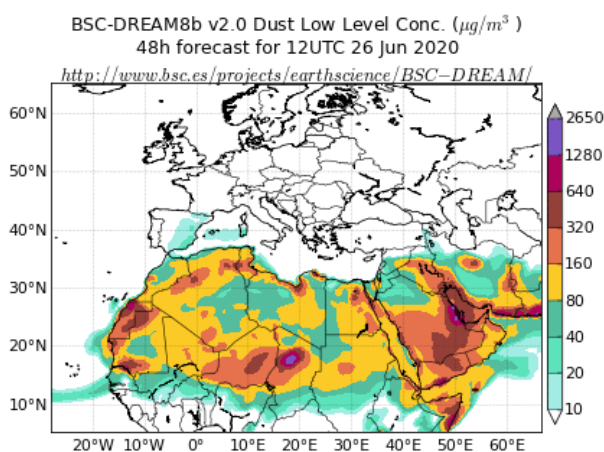 BSC-DREAM8b v2.0 Dust Low Level Conc. (μg/m³ )
48h forecast for 12UTC 26 Jun 2020
http://www.bsc.es/projects/earthscience/BSC−DREAM/
60°N
50°N
40°N
30°N
20°N
10°N
20°W 10°W 0° 10°E 20°E 30°E 40°E 50°E 60°E
2650
1280
640
320
160
80
40
20
10